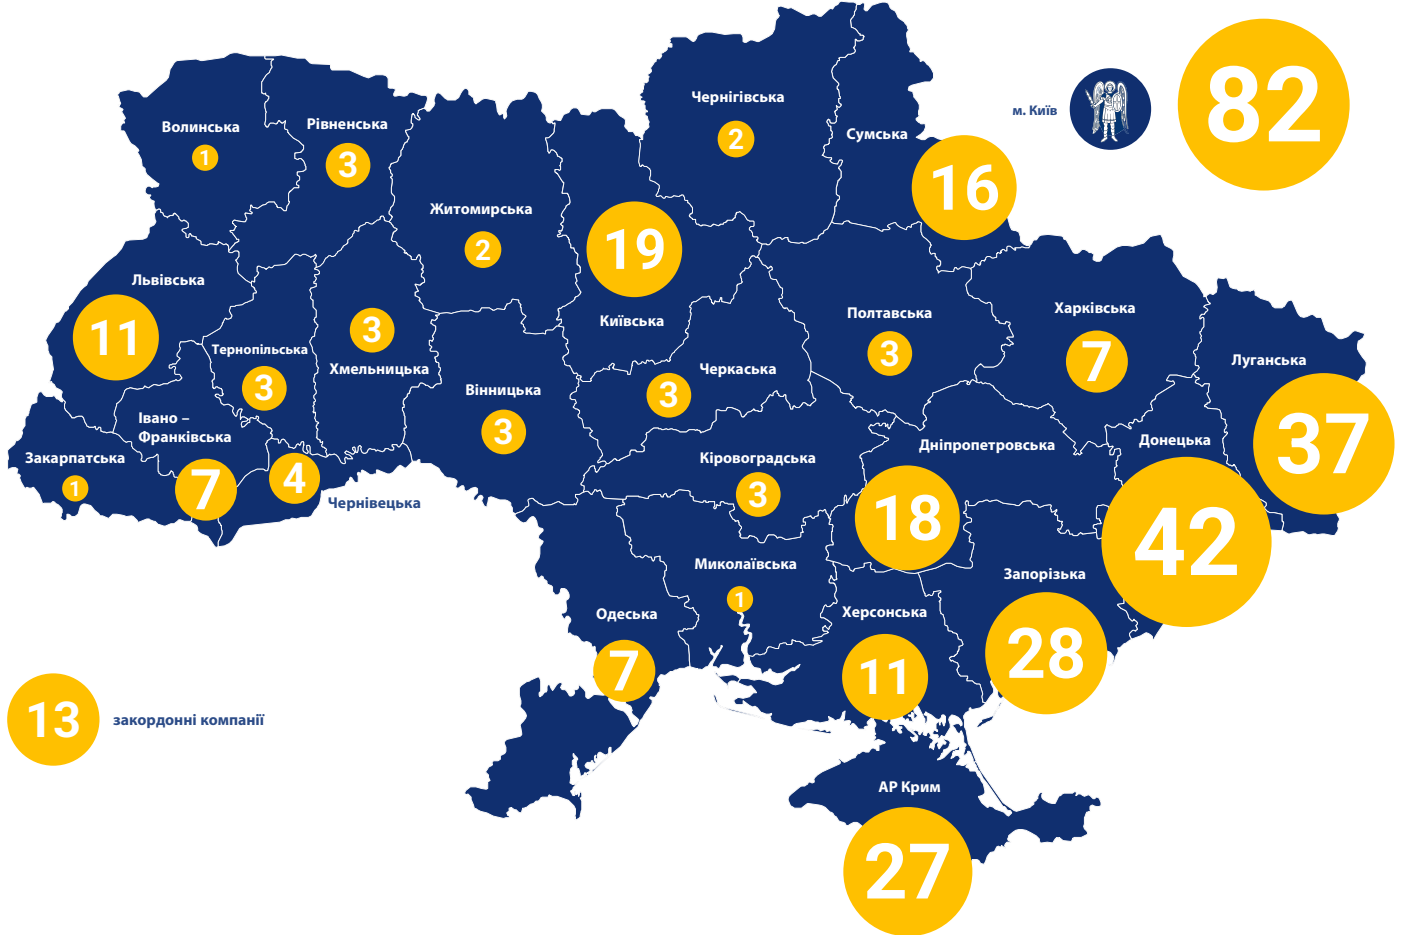 м. Київ
82
Чернігівська
2
Сумська
16
Волинська
1
Рівненська
3
Житомирська
2
19
Київська
Львівська
11
Тернопільська
3
3
Хмельницька
Вінницька
3
Черкаська
3
Полтавська
3
Харківська
7
Луганська
37
Івано –
Франківська
7
Закарпатська
1
4
Чернівецька
Кіровоградська
3
Дніпропетровська
18
Донецька
42
Миколаївська
1
Одеська
7
Херсонська
11
Запорізька
28
13
закордонні компанії
АР Крим
27